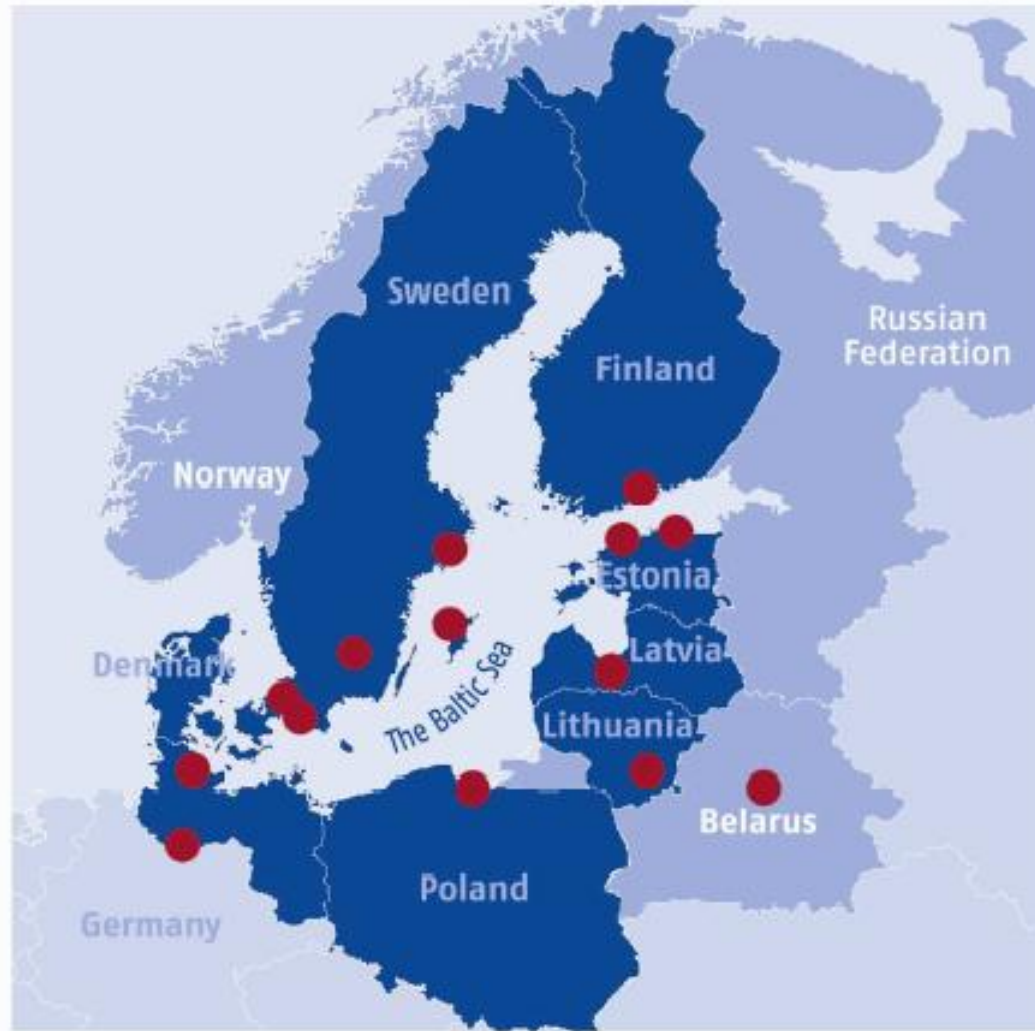 Sweden
Finland
Russian
Federation
Norway
Estonia
Denmark
Latvia
The Baltic Sea
Lithuania
Belarus
Poland
Germany